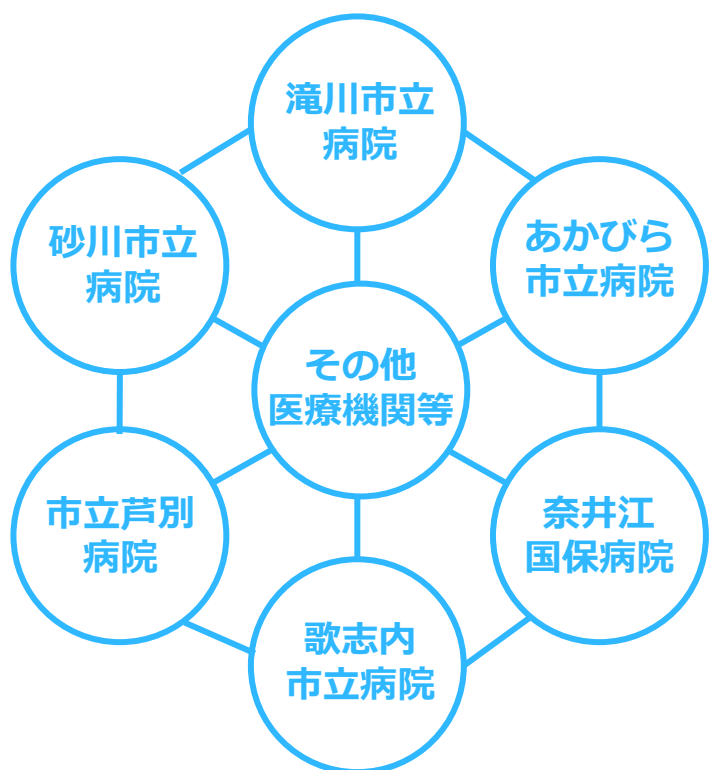 滝川市立
病院
砂川市立
病院
あかびら
市立病院
その他
医療機関等
市立芦別
病院
奈井江
国保病院
歌志内
市立病院